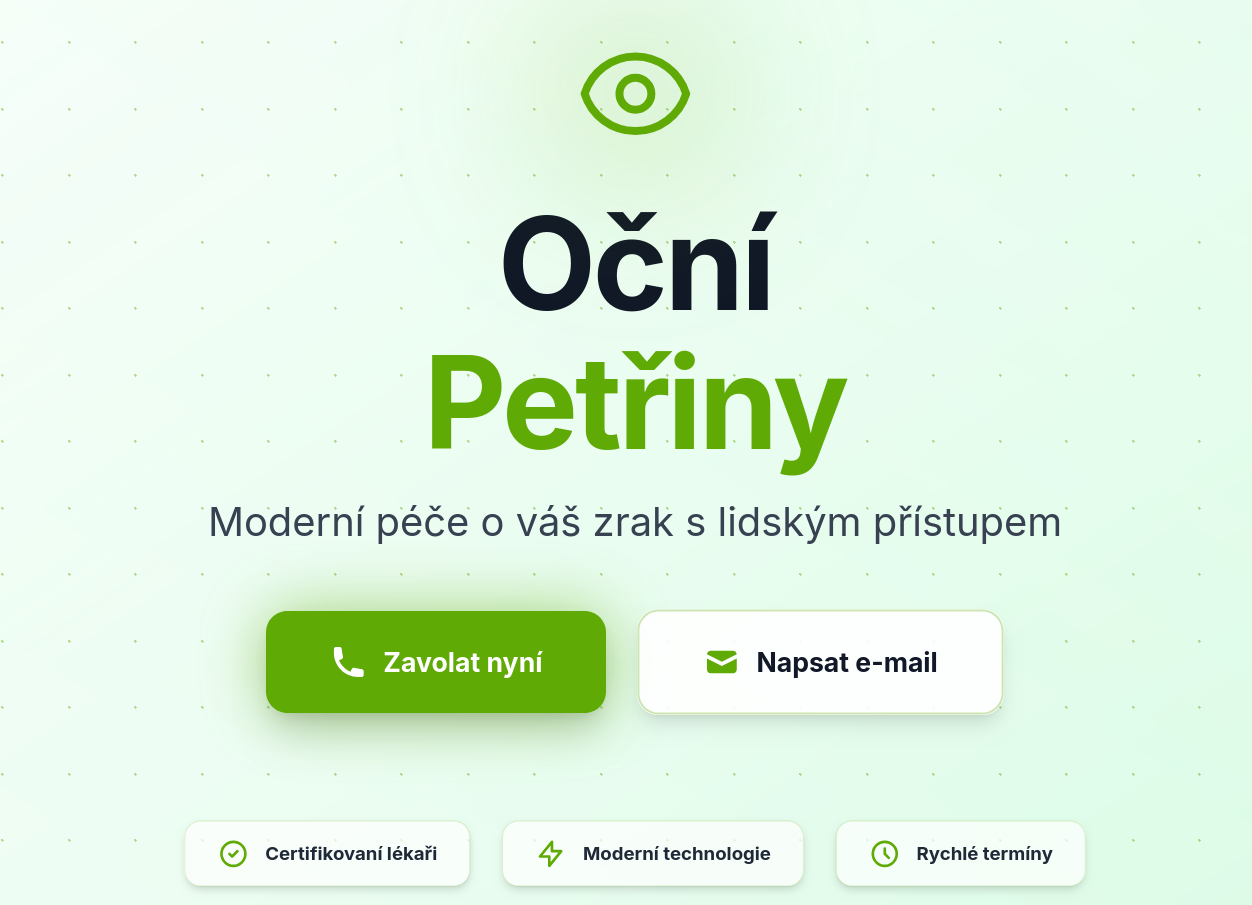 Oční
Petřiny
Moderní péče o váš zrak s lidským přístupem
Zavolat nyní
Napsat e-mail
Certifikovaní lékaři
Moderní technologie
Rychlé termíny